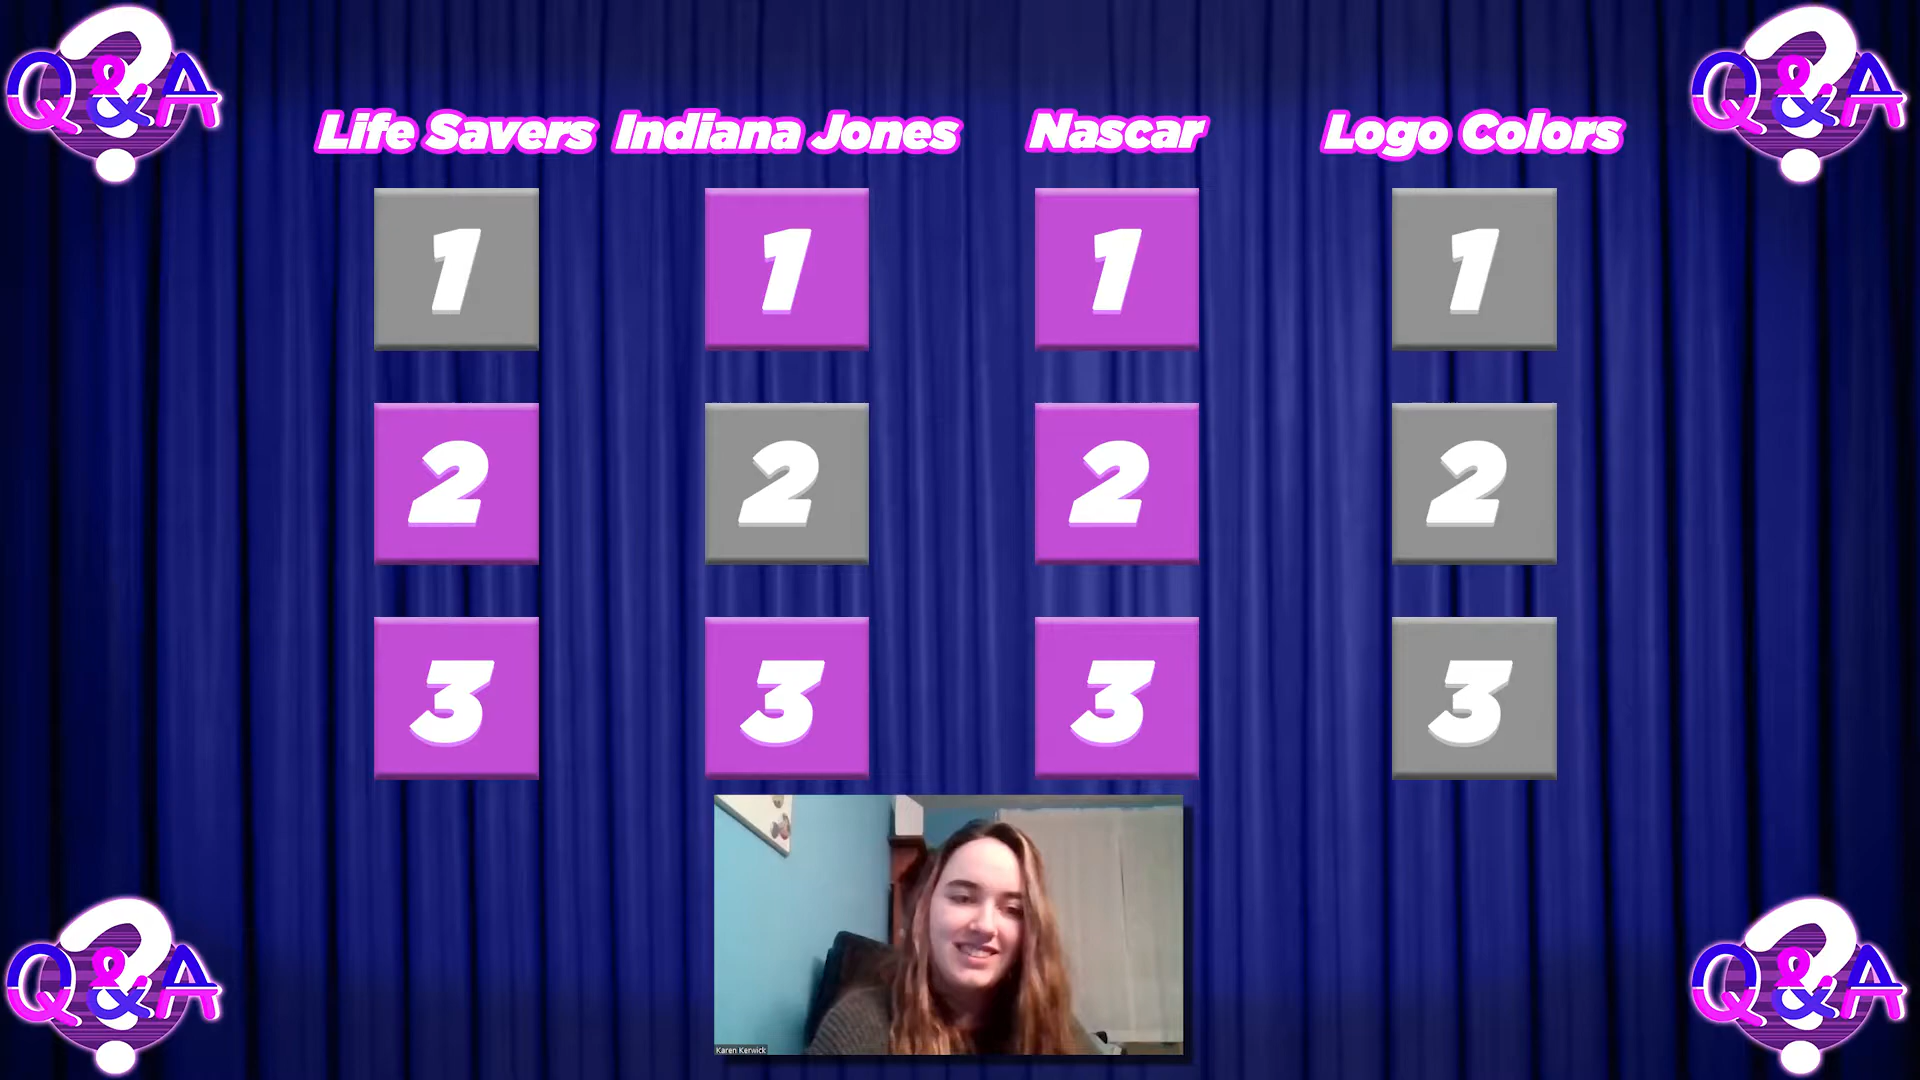 Q&A
Q&A
Life Savers Indiana Jones Nascar Logo Colors
1 1 1 1
2 2 2 2
3 3 3 3
Karen Kerwick
Q&A
Q&A